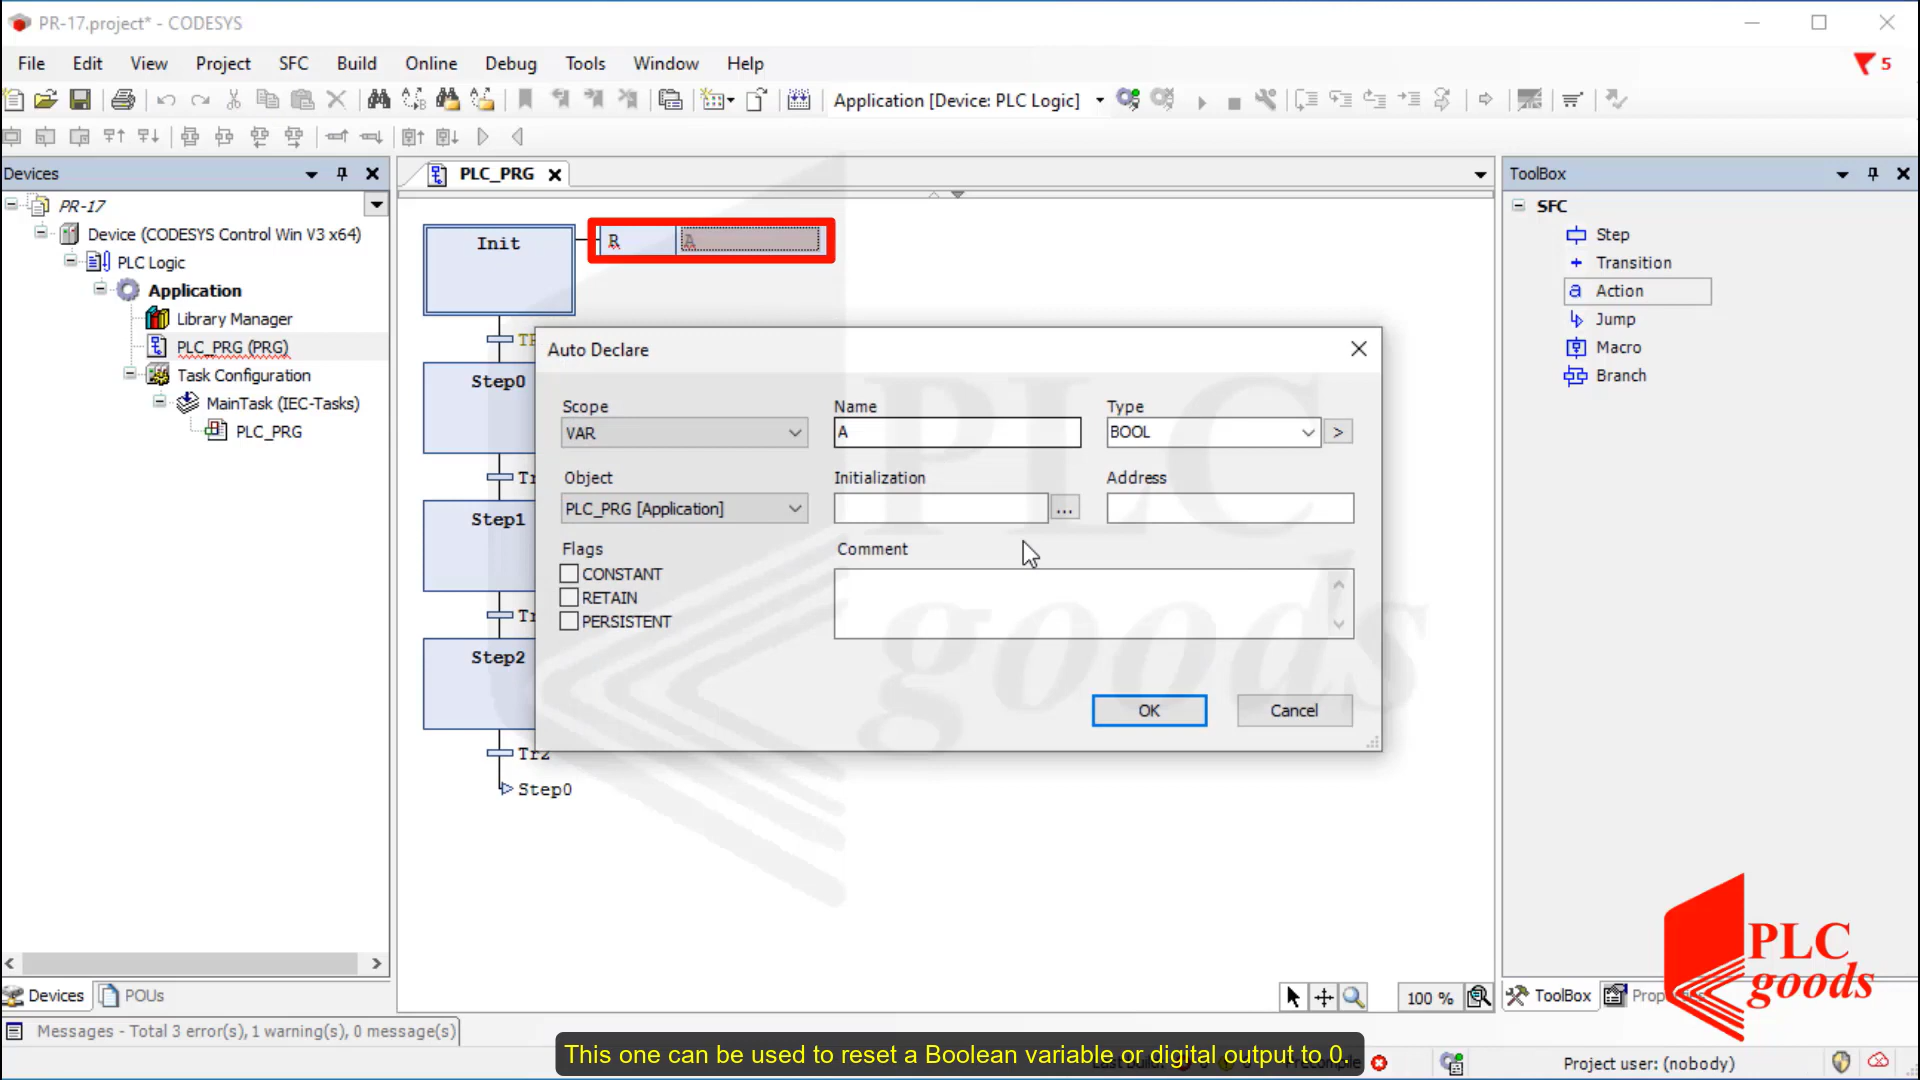 PR-17.project* - CODESYS
File Edit View Project SFC Build Online Debug Tools Window Help
5
Application [Device: PLC Logic]
Devices
PR-17
Device (CODESYS Control Win V3 x64)
PLC Logic
Application
Library Manager
PLC_PRG (PRG)
Task Configuration
MainTask (IEC-Tasks)
PLC_PRG
PLC_PRG
Init
R A
Step0
Step1
Step2
Tr2
Step0
Auto Declare
Scope Name Type
VAR A BOOL >
Object Initialization Address
PLC_PRG [Application] ...
Flags Comment
CONSTANT
RETAIN
PERSISTENT
OK Cancel
PLC
goods
ToolBox
SFC
Step
Transition
Action
Jump
Macro
Branch
PLC
goods
Devices POUs
100 %
ToolBox
Messages - Total 3 error(s), 1 warning(s), 0 message(s)
This one can be used to reset a Boolean variable or digital output to 0.
Project user: (nobody)